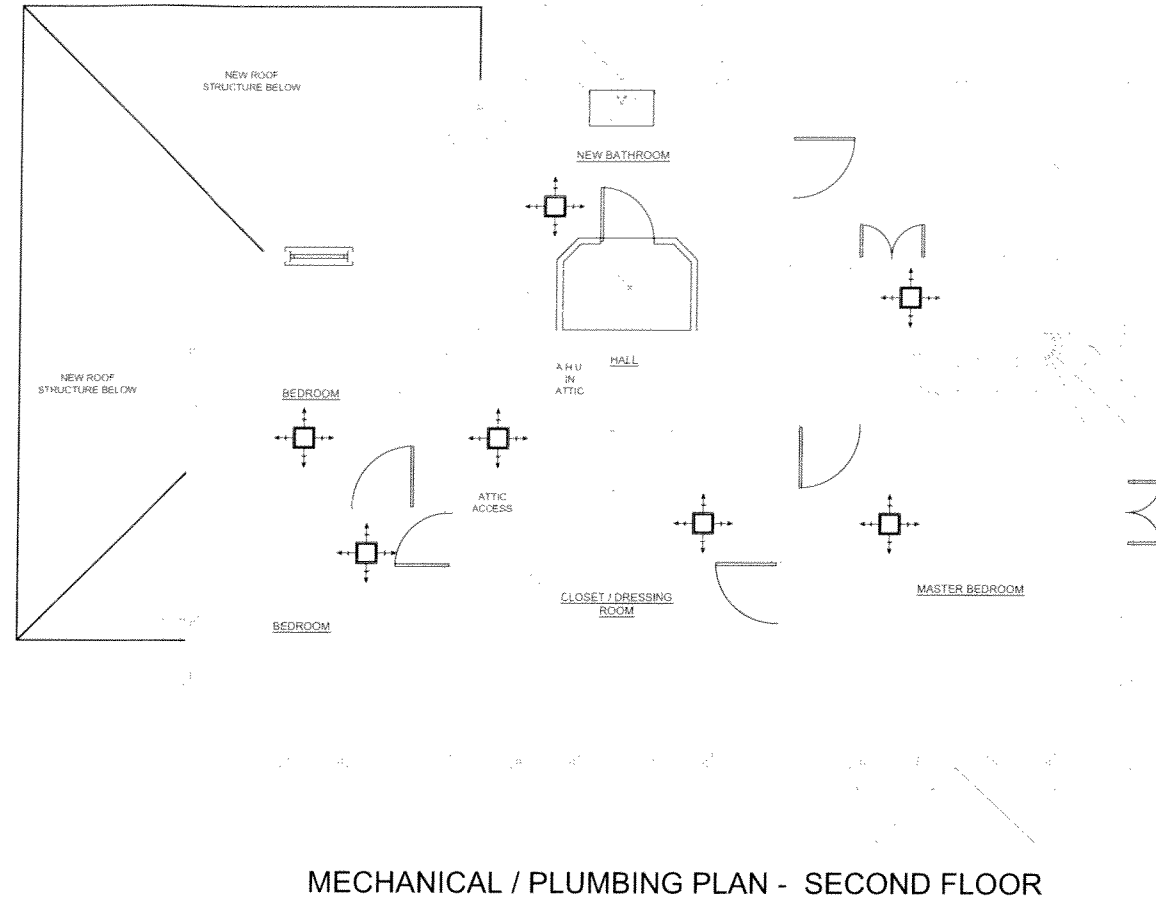 NEW ROOF
STRUCTURE BELOW
NEW BATHROOM
HALL
A H U
IN
ATTIC
NEW ROOF
STRUCTURE BELOW
BEDROOM
ATTIC
ACCESS
CLOSET / DRESSING
ROOM
MASTER BEDROOM
BEDROOM
MECHANICAL / PLUMBING PLAN - SECOND FLOOR